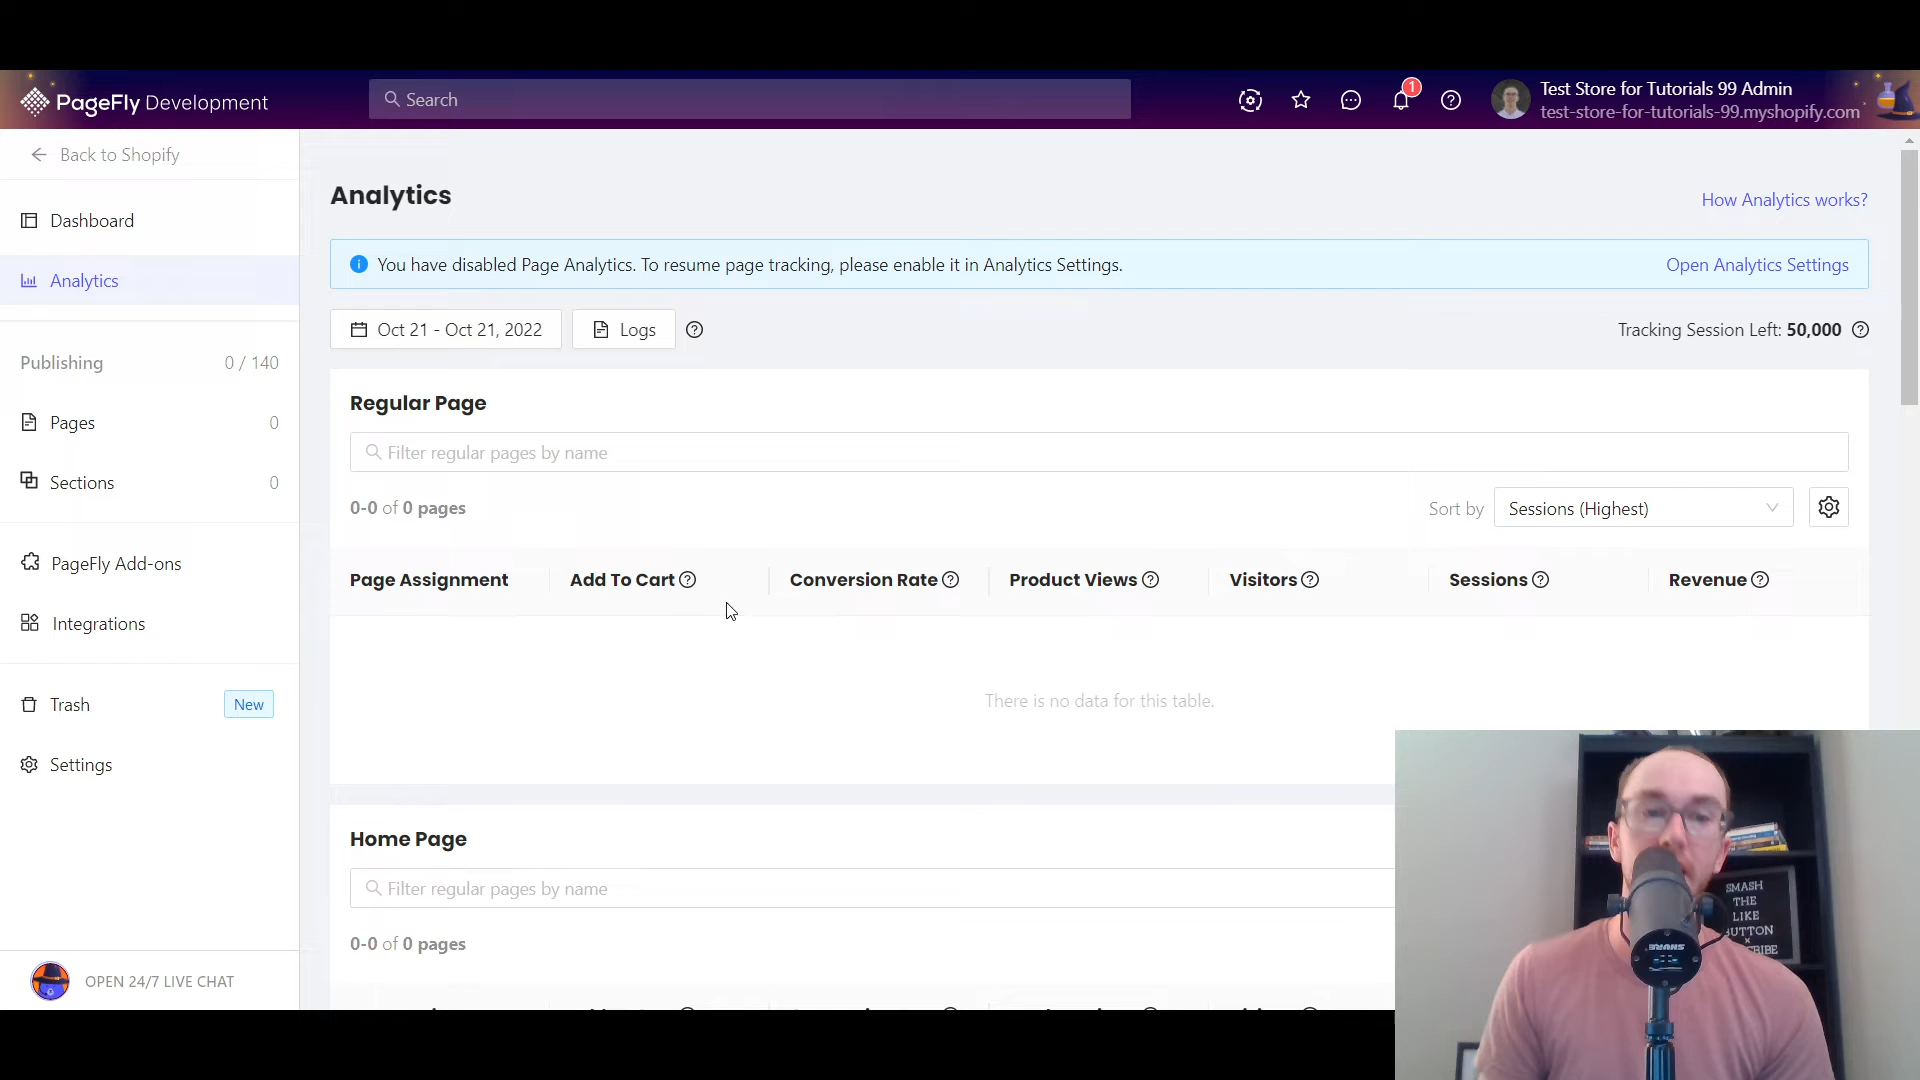 PageFly Development
Search
1
Test Store for Tutorials 99 Admin
test-store-for-tutorials-99.myshopify.com
Back to Shopify
Dashboard
Analytics
Publishing 0 / 140
Pages 0
Sections 0
PageFly Add-ons
Integrations
Trash New
Settings
OPEN 24/7 LIVE CHAT
Analytics
How Analytics works?
You have disabled Page Analytics. To resume page tracking, please enable it in Analytics Settings.
Open Analytics Settings
Oct 21 - Oct 21, 2022
Logs
Tracking Session Left: 50,000
Regular Page
Filter regular pages by name
0-0 of 0 pages
Sort by Sessions (Highest)
Page Assignment Add To Cart Conversion Rate Product Views Visitors Sessions Revenue
There is no data for this table.
Home Page
Filter regular pages by name
0-0 of 0 pages
SMASH
THE
LIKE
BUTTON
SHURE